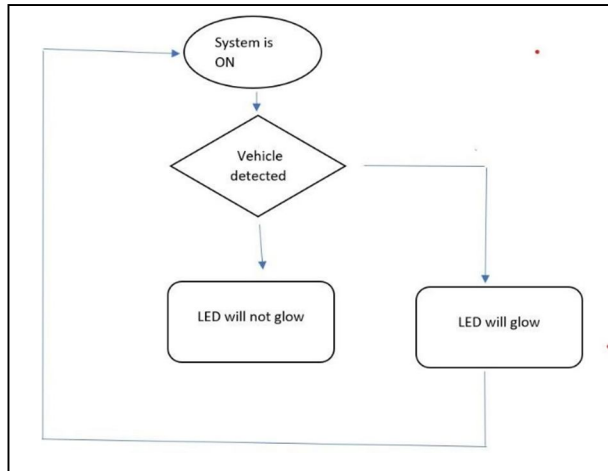 System is
ON
Vehicle
detected
LED will not glow
LED will glow